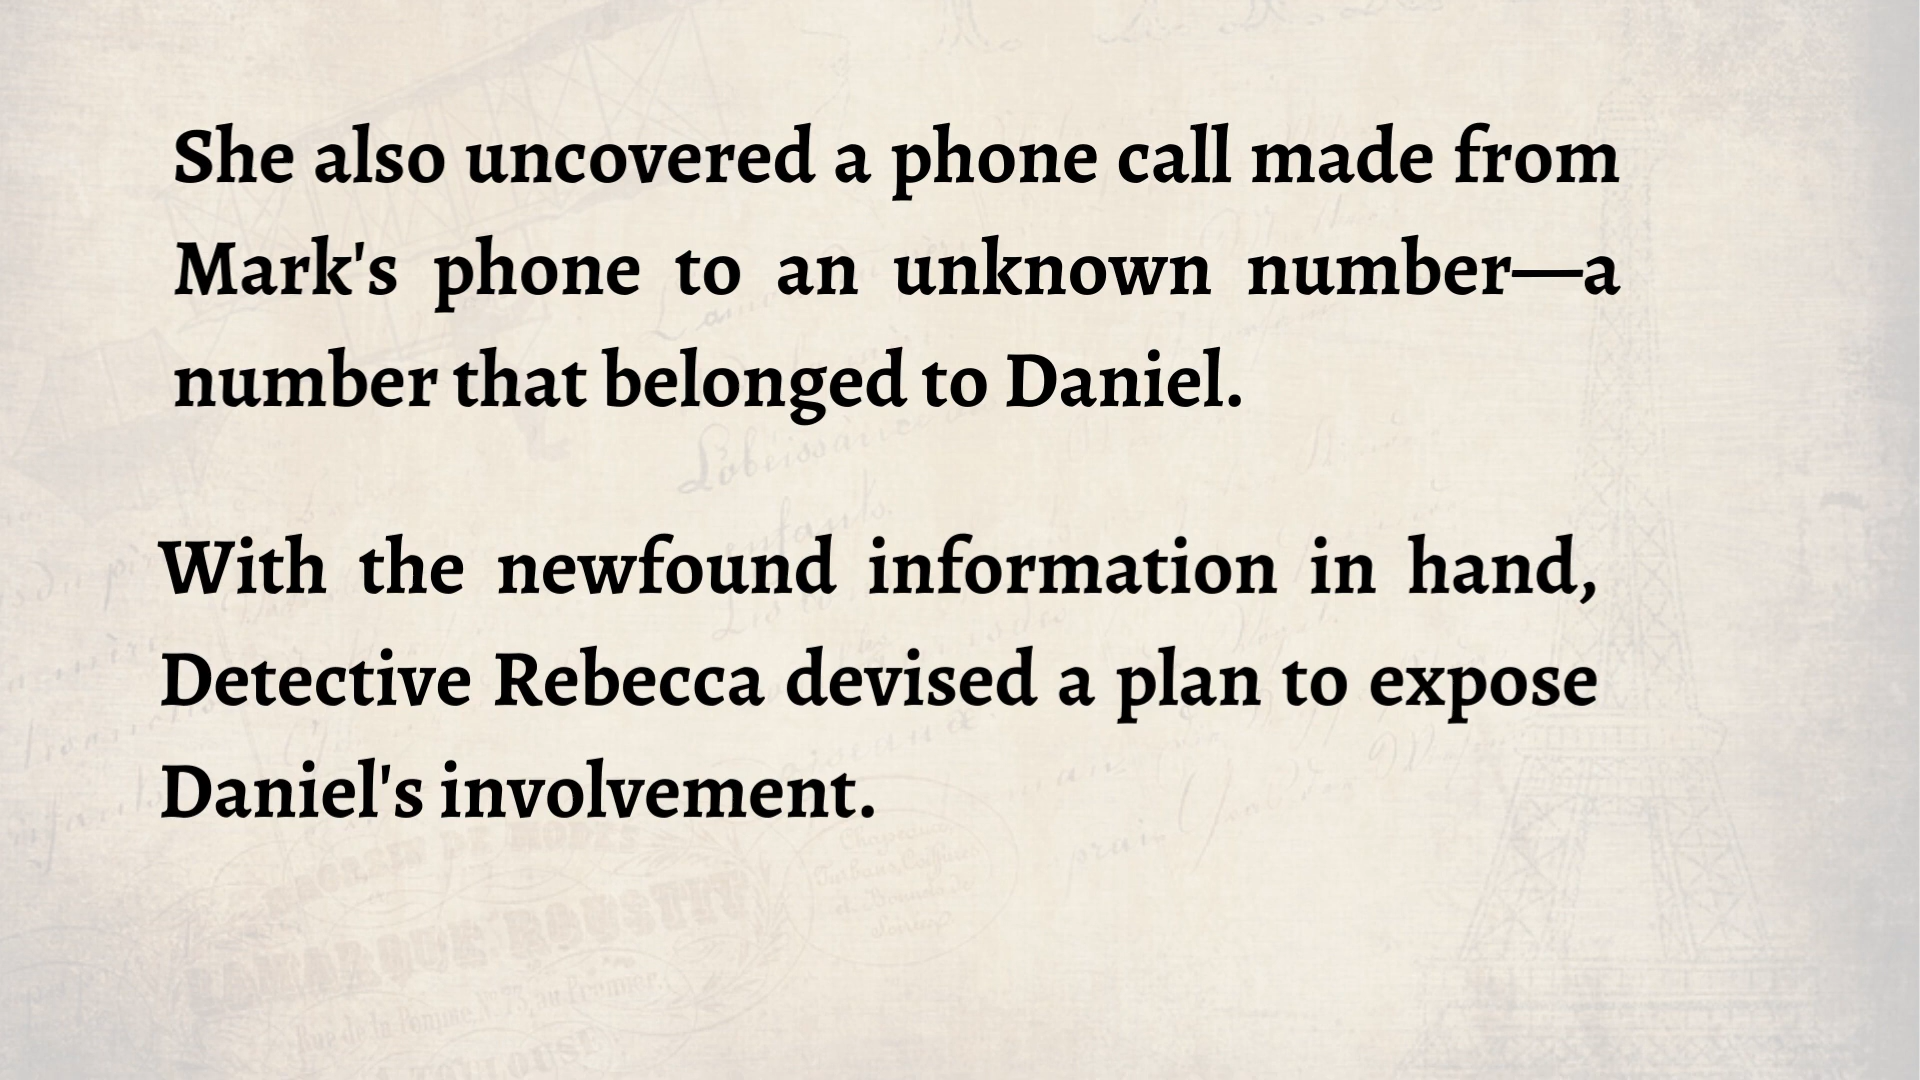 She also uncovered a phone call made from
Mark's phone to an unknown number—a
number that belonged to Daniel.
With the newfound information in hand,
Detective Rebecca devised a plan to expose
Daniel's involvement.